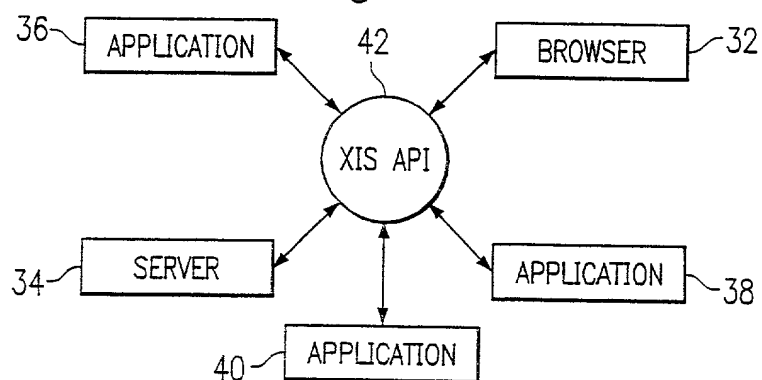 36 APPLICATION
42
BROWSER 32
XIS API
34 SERVER
APPLICATION 38
40 APPLICATION